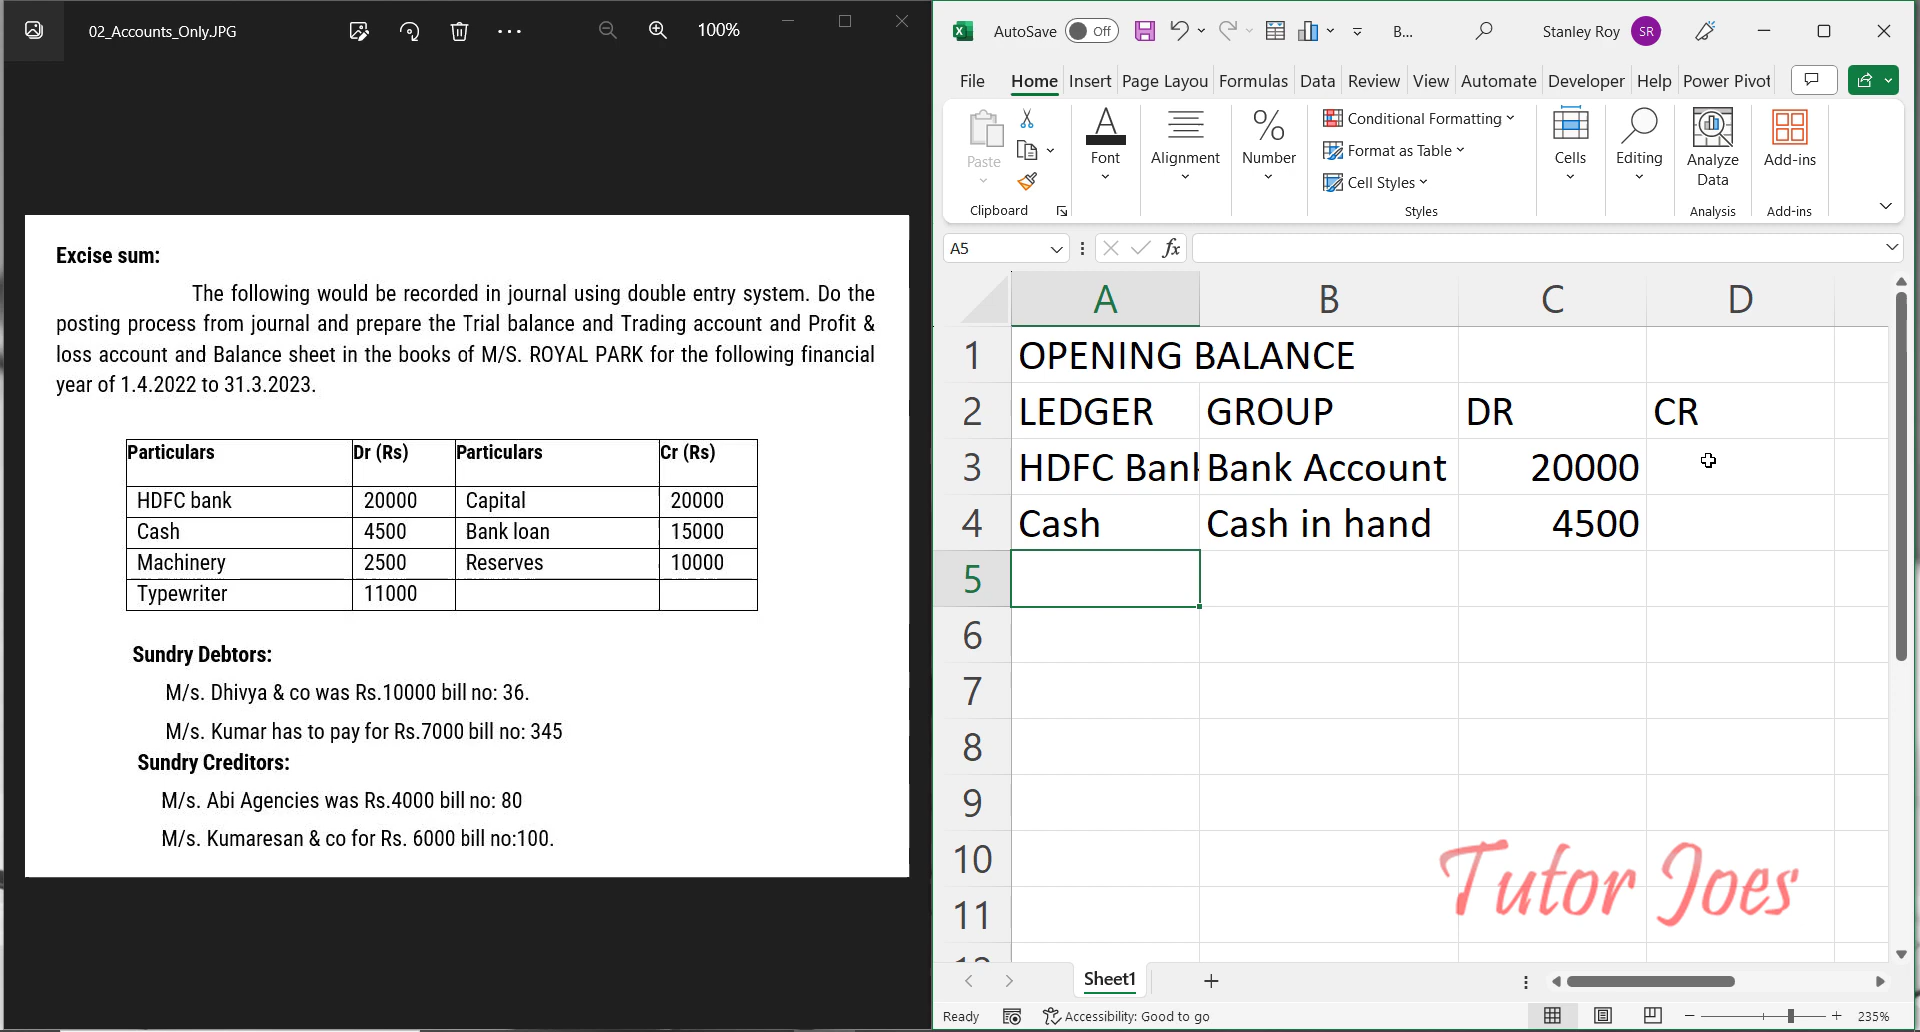 02_Accounts_Only.JPG
100%
Excise sum:
The following would be recorded in journal using double entry system. Do the
posting process from journal and prepare the Trial balance and Trading account and Profit &
loss account and Balance sheet in the books of M/S. ROYAL PARK for the following financial
year of 1.4.2022 to 31.3.2023.
Particulars Dr (Rs) Particulars Cr (Rs)
HDFC bank 20000 Capital 20000
Cash 4500 Bank loan 15000
Machinery 2500 Reserves 10000
Typewriter 11000
Sundry Debtors:
M/s. Dhivya & co was Rs.10000 bill no: 36.
M/s. Kumar has to pay for Rs.7000 bill no: 345
Sundry Creditors:
M/s. Abi Agencies was Rs.4000 bill no: 80
M/s. Kumaresan & co for Rs. 6000 bill no:100.
AutoSave Off B... Stanley Roy SR
File Home Insert Page Layou Formulas Data Review View Automate Developer Help Power Pivot
Paste
Clipboard
Font
Alignment
%
Number
Conditional Formatting
Format as Table
Cell Styles
Styles
Cells
Editing
Analyze
Data
Analysis
Add-ins
Add-ins
A5 fx
A B C D
1 OPENING BALANCE
2 LEDGER GROUP DR CR
3 HDFC Bank Bank Account 20000
4 Cash Cash in hand 4500
5
6
7
8
9
10
11
Tutor Joes
Sheet1
Ready Accessibility: Good to go 235%